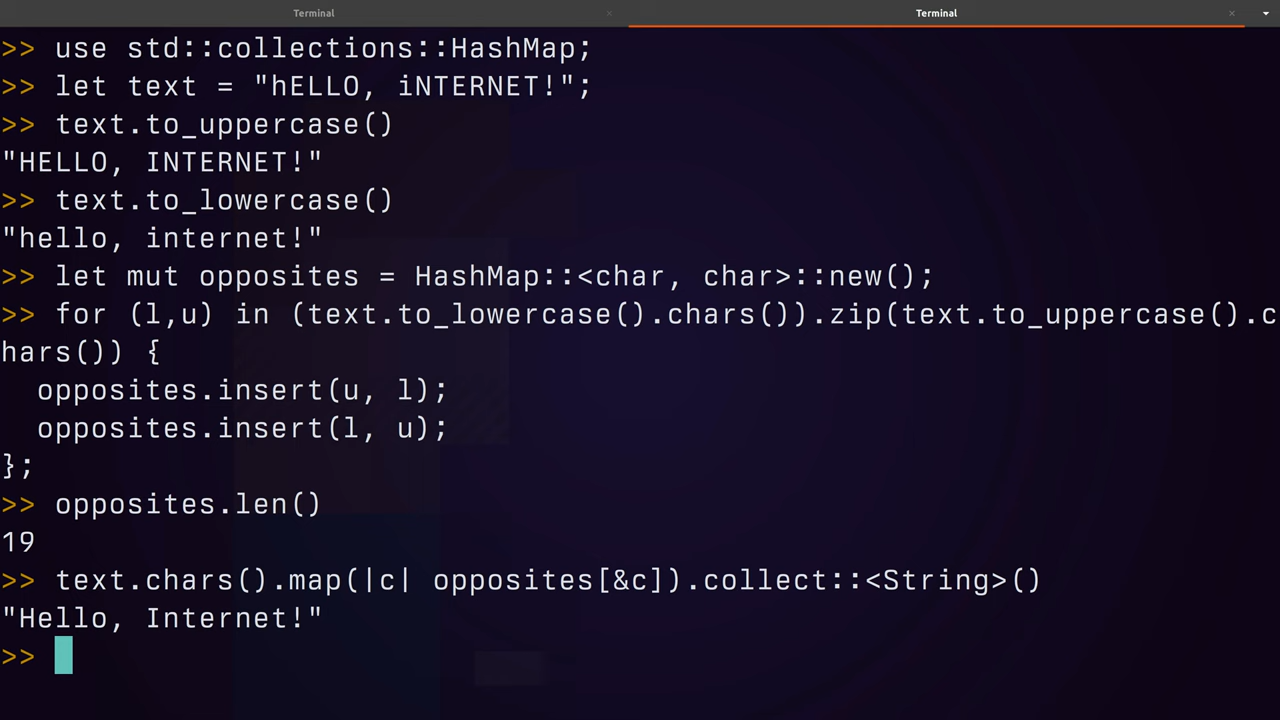 Terminal × Terminal ×
>> use std::collections::HashMap;
>> let text = "hELLO, iNTERNET!";
>> text.to_uppercase()
"HELLO, INTERNET!"
>> text.to_lowercase()
"hello, internet!"
>> let mut opposites = HashMap::<char, char>::new();
>> for (l,u) in (text.to_lowercase().chars()).zip(text.to_uppercase().c
hars()) {
  opposites.insert(u, l);
  opposites.insert(l, u);
};
>> opposites.len()
19
>> text.chars().map(|c| opposites[&c]).collect::<String>()
"Hello, Internet!"
>>